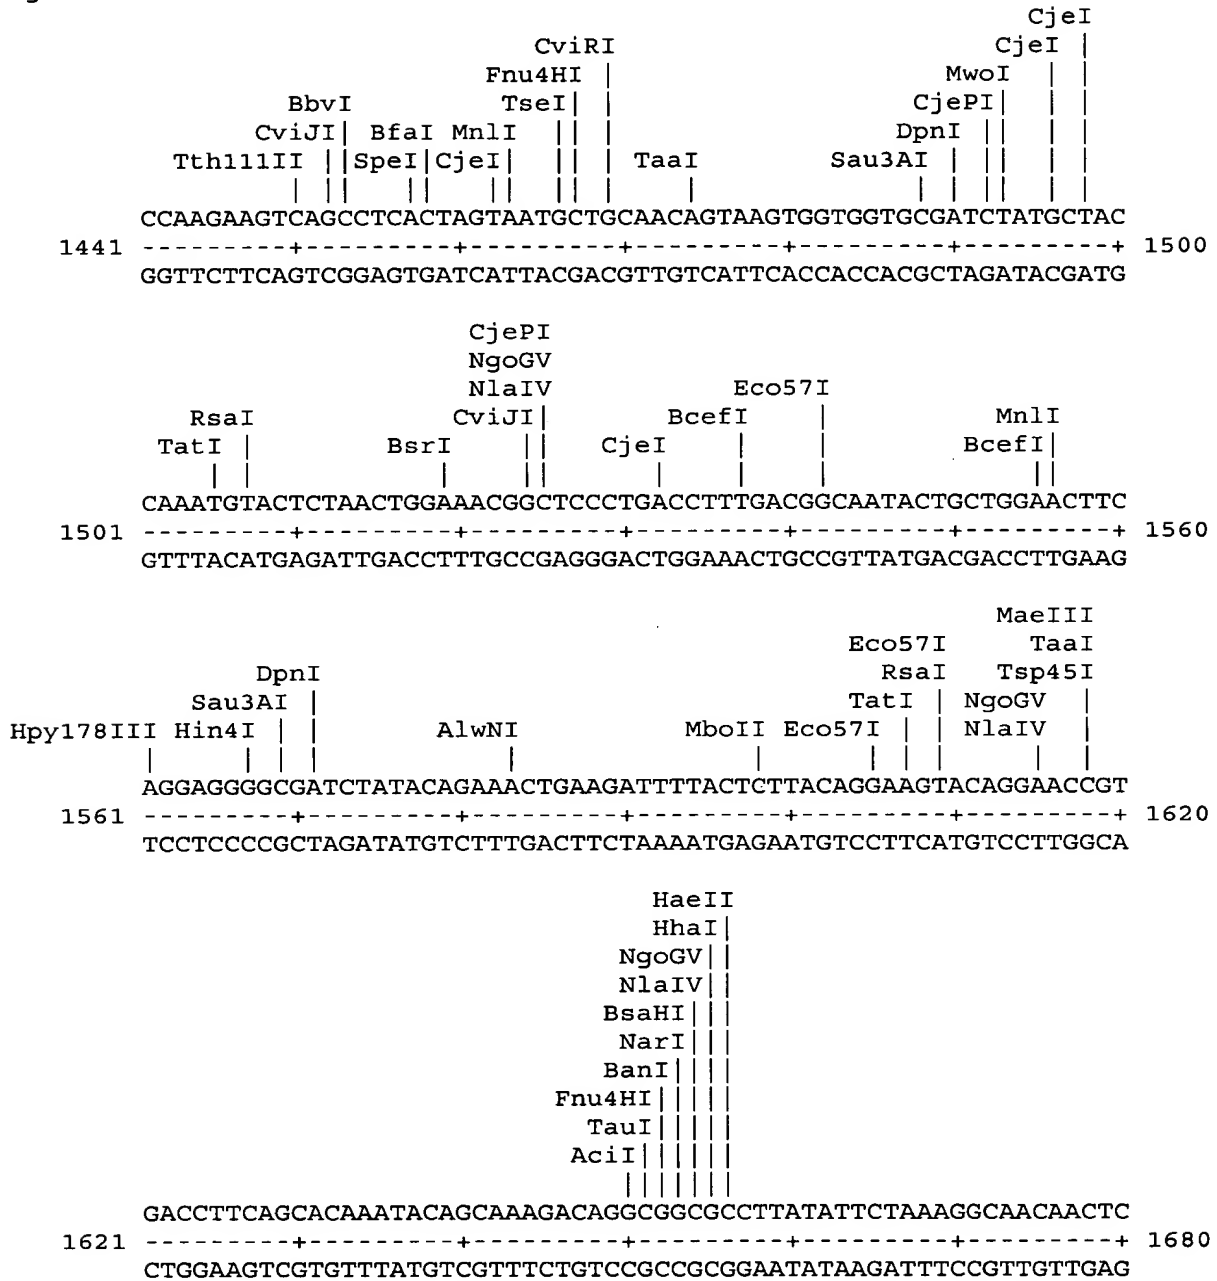 CjeI
CviRI CjeI
Fnu4HI MwoI
BbvI TseI CjePI
CviJI BfaI MnlI DpnI
Tth111II SpeI CjeI TaaI Sau3AI
CCAAGAAGTCAGCCTCACTAGTAATGCTGCAACAGTAAGTGGTGGTGCGATCTATGCTAC
1441 ---------+---------+---------+---------+---------+---------+ 1500
GGTTCTTCAGTCGGAGTGATCATTACGACGTTGTCATTCACCACCACGCTAGATACGATG
CjePI
NgoGV
NlaIV Eco57I
RsaI CviJI BcefI MnlI
TatI BsrI CjeI BcefI
CAAATGTACTCTAACTGGAAACGGCTCCCTGACCTTTGACGGCAATACTGCTGGAACTTC
1501 ---------+---------+---------+---------+---------+---------+ 1560
GTTTACATGAGATTGACCTTTGCCGAGGGACTGGAAACTGCCGTTATGACGACCTTGAAG
MaeIII
Eco57I TaaI
DpnI RsaI Tsp45I
Sau3AI TatI NgoGV
Hpy178III Hin4I AlwNI MboII Eco57I NlaIV
AGGAGGGGCGATCTATACAGAAACTGAAGATTTTACTCTTACAGGAAGTACAGGAACCGT
1561 ---------+---------+---------+---------+---------+---------+ 1620
TCCTCCCCGCTAGATATGTCTTTGACTTCTAAAATGAGAATGTCCTTCATGTCCTTGGCA
HaeII
HhaI
NgoGV
NlaIV
BsaHI
NarI
BanI
Fnu4HI
TauI
AciI
GACCTTCAGCACAAATACAGCAAAGACAGGCGGCGCCTTATATTCTAAAGGCAACAACTC
1621 ---------+---------+---------+---------+---------+---------+ 1680
CTGGAAGTCGTGTTTATGTCGTTTCTGTCCGCCGCGGAATATAAGATTTCCGTTGTTGAG